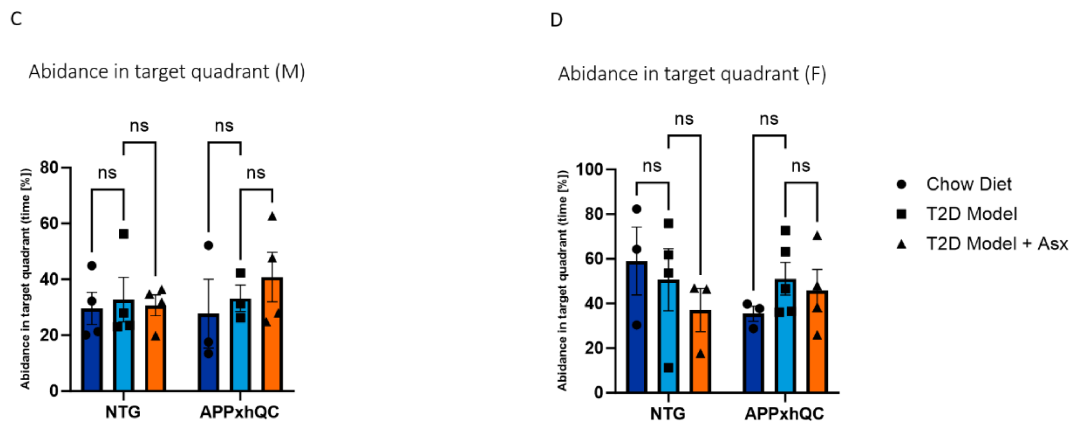 C
Abidance in target quadrant (M)
Abidance in target quadrant (time [%])
80
60
40
20
0
ns
ns
ns
ns
NTG
APPxhQC
D
Abidance in target quadrant (F)
Abidance in target quadrant (time [%])
100
80
60
40
20
0
ns
ns
ns
ns
NTG
APPxhQC
Chow Diet
T2D Model
T2D Model + Asx